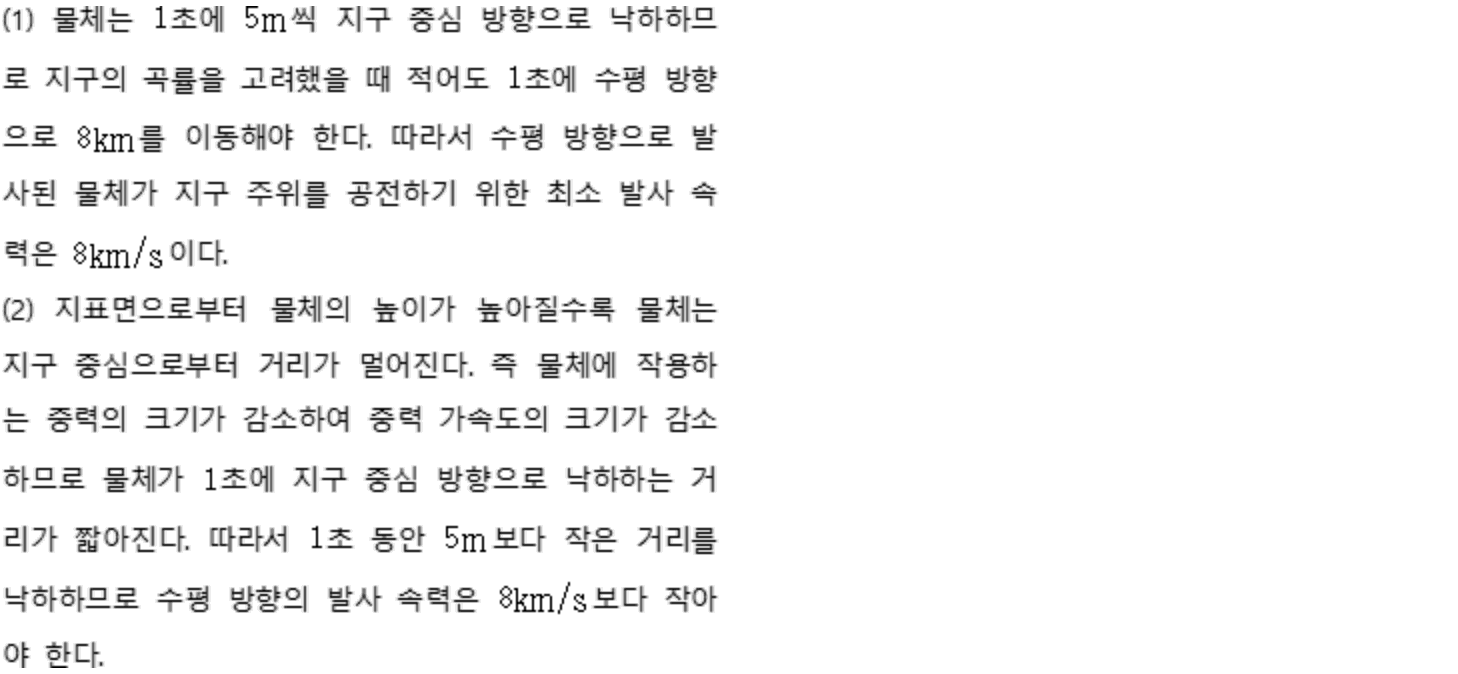 (1) 물체는 1초에 5m씩 지구 중심 방향으로 낙하하므
로 지구의 곡률을 고려했을 때 적어도 1초에 수평 방향
으로 8km를 이동해야 한다. 따라서 수평 방향으로 발
사된 물체가 지구 주위를 공전하기 위한 최소 발사 속
력은 8km/s이다.
(2) 지표면으로부터 물체의 높이가 높아질수록 물체는
지구 중심으로부터 거리가 멀어진다. 즉 물체에 작용하
는 중력의 크기가 감소하여 중력 가속도의 크기가 감소
하므로 물체가 1초에 지구 중심 방향으로 낙하하는 거
리가 짧아진다. 따라서 1초 동안 5m보다 작은 거리를
낙하하므로 수평 방향의 발사 속력은 8km/s보다 작아
야 한다.